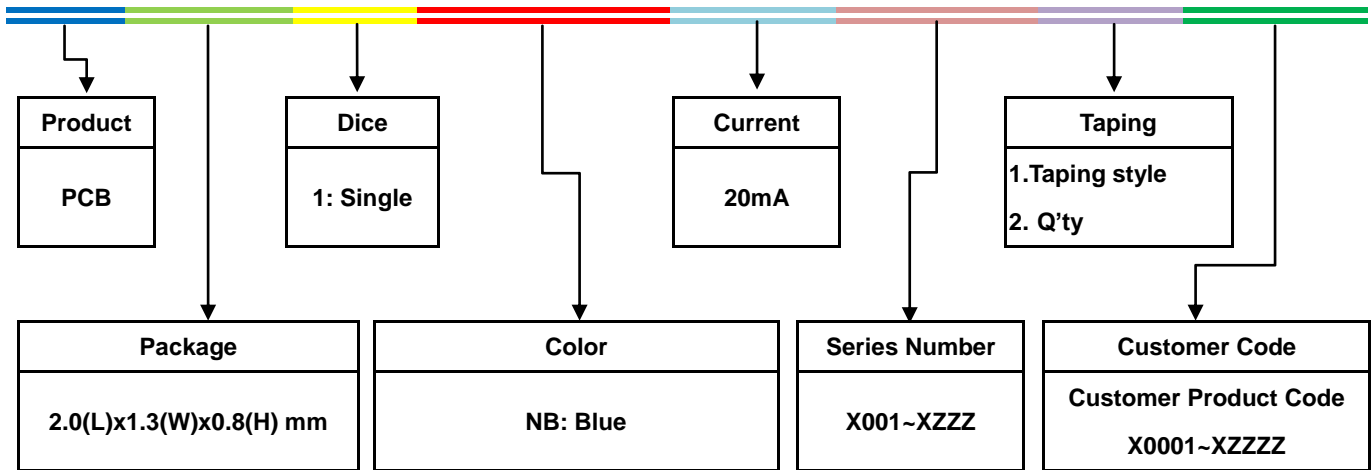 Product
PCB
Dice
1: Single
Current
20mA
Taping
1.Taping style
2. Q’ty
Package
2.0(L)x1.3(W)x0.8(H) mm
Color
NB: Blue
Series Number
X001~XZZZ
Customer Code
Customer Product Code
X0001~XZZZZ